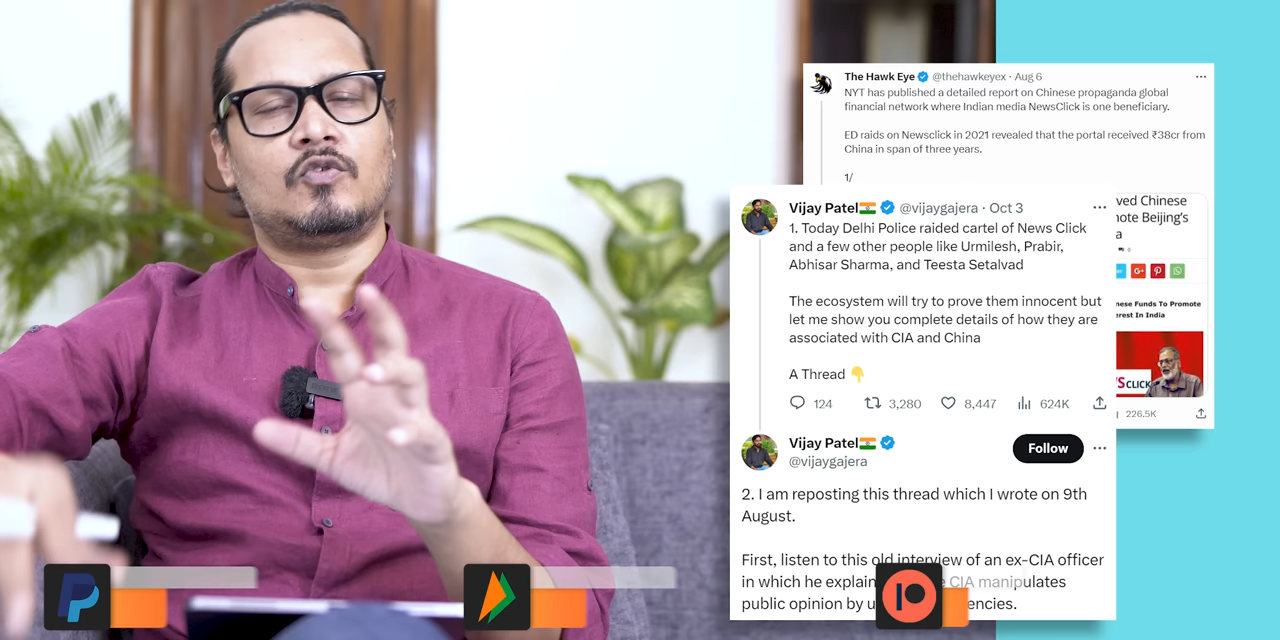 The Hawk Eye @thehawkeyex · Aug 6
NYT has published a detailed report on Chinese propaganda global
financial network where Indian media NewsClick is one beneficiary.
ED raids on Newsclick in 2021 revealed that the portal received ₹38cr from
China in span of three years.
1/
ved Chinese
note Beijing's
a
nese Funds To Promote
erest In India
CLICK
226.5K
Vijay Patel🇮🇳 @vijaygajera · Oct 3
1. Today Delhi Police raided cartel of News Click
and a few other people like Urmilesh, Prabir,
Abhisar Sharma, and Teesta Setalvad
The ecosystem will try to prove them innocent but
let me show you complete details of how they are
associated with CIA and China
A Thread 👇
124 3,280 8,447 624K
Vijay Patel🇮🇳
@vijaygajera
Follow
2. I am reposting this thread which I wrote on 9th
August.
First, listen to this old interview of an ex-CIA officer
in which he explain CIA manipulates
public opinion by u encies.